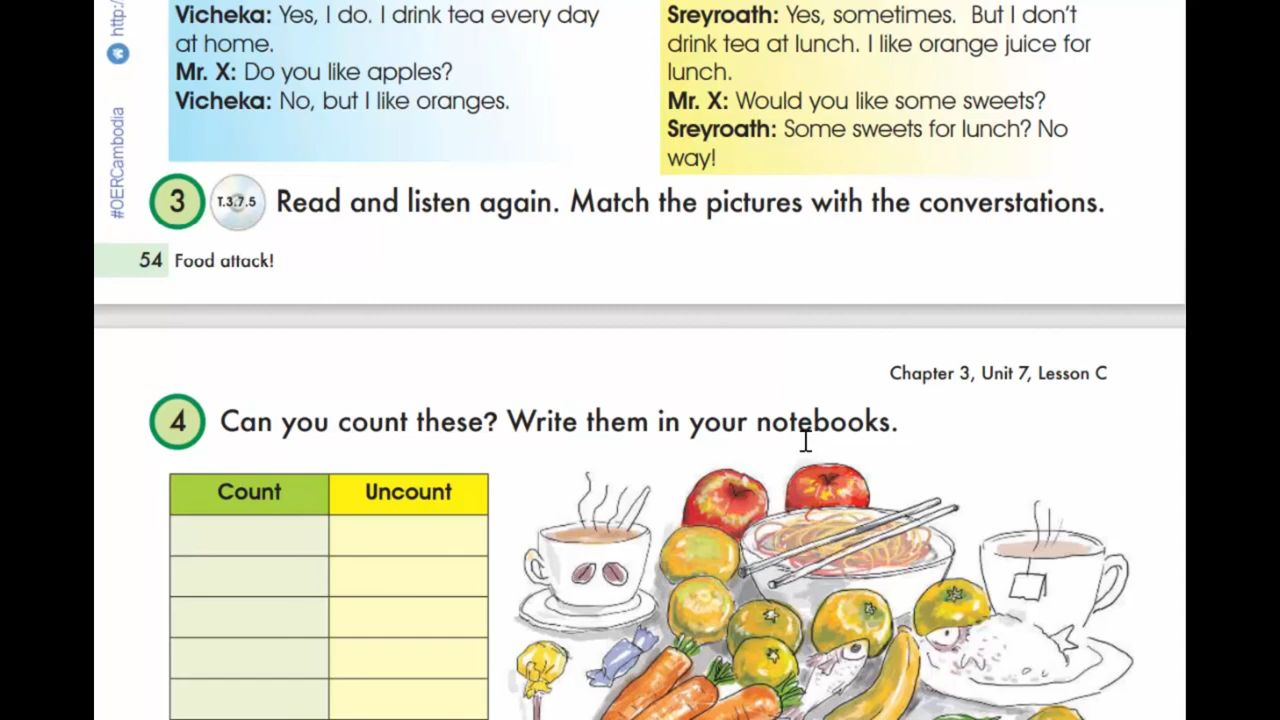 #OERCambodia http:/
Vicheka: Yes, I do. I drink tea every day
at home.
Mr. X: Do you like apples?
Vicheka: No, but I like oranges.
Sreyroath: Yes, sometimes. But I don't
drink tea at lunch. I like orange juice for
lunch.
Mr. X: Would you like some sweets?
Sreyroath: Some sweets for lunch? No
way!
3 T.3.7.5 Read and listen again. Match the pictures with the converstations.
54 Food attack!
Chapter 3, Unit 7, Lesson C
4 Can you count these? Write them in your notebooks.
Count Uncount